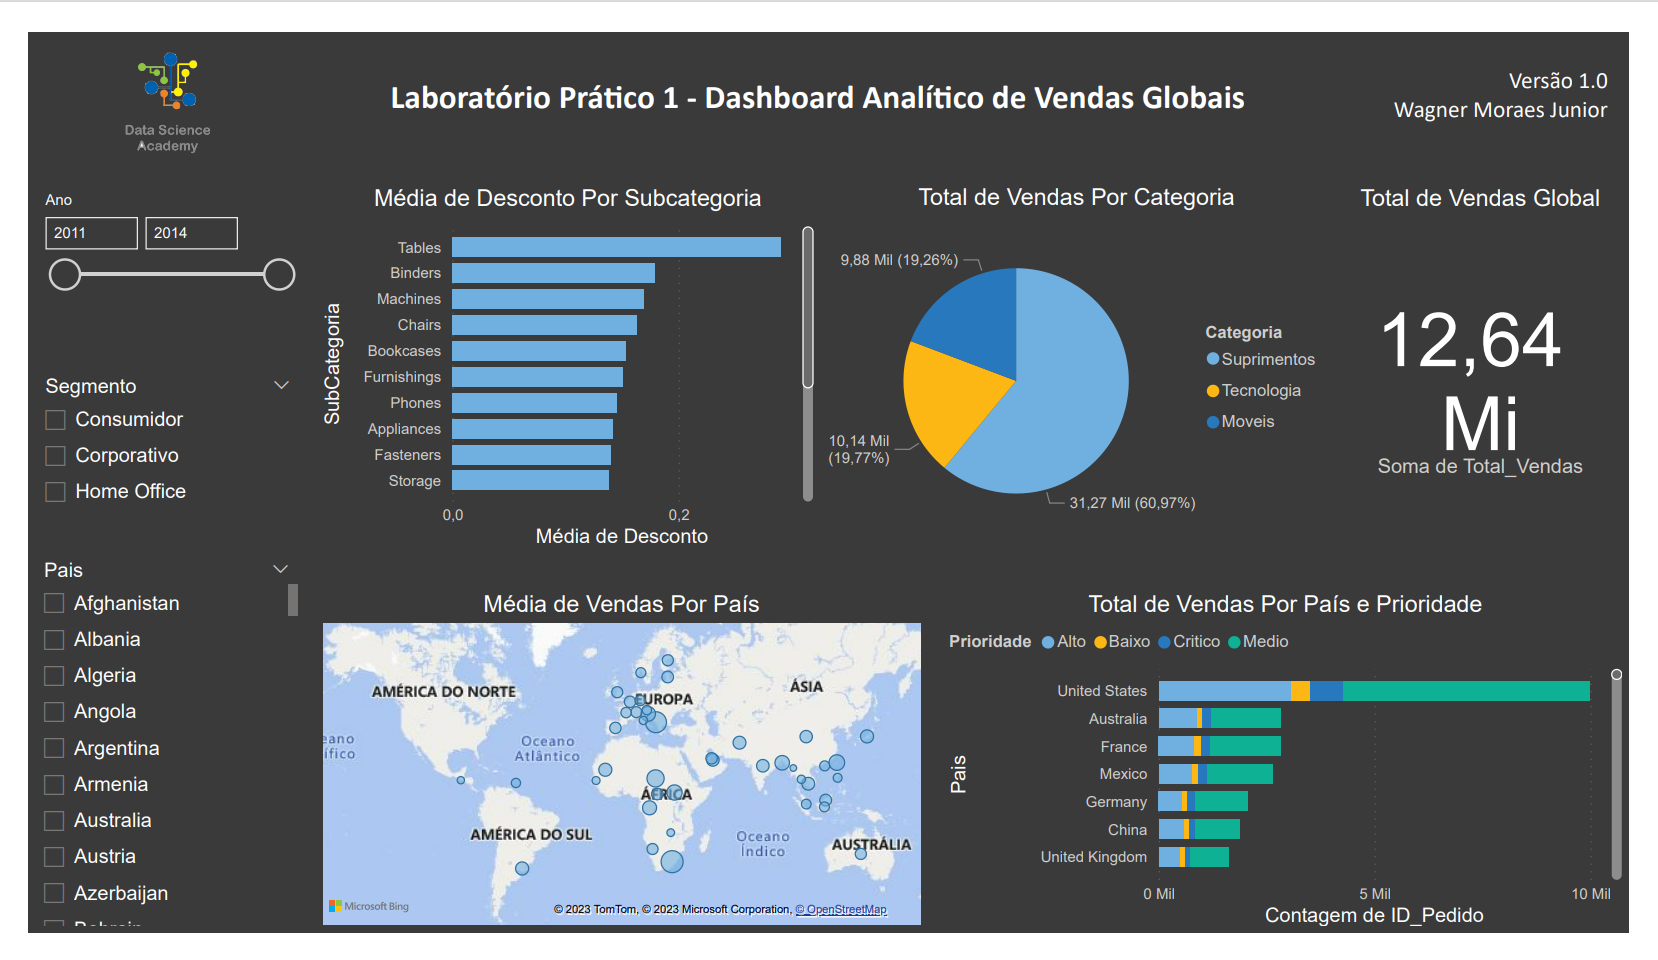 Data Science
Academy
Laboratório Prático 1 - Dashboard Analítico de Vendas Globais
Versão 1.0
Wagner Moraes Junior
Ano
2011
2014
Segmento
Consumidor
Corporativo
Home Office
Pais
Afghanistan
Albania
Algeria
Angola
Argentina
Armenia
Australia
Austria
Azerbaijan
Bahrain
Média de Desconto Por Subcategoria
SubCategoria
Tables
Binders
Machines
Chairs
Bookcases
Furnishings
Phones
Appliances
Fasteners
Storage
0,0
0,2
Média de Desconto
Total de Vendas Por Categoria
9,88 Mil (19,26%)
10,14 Mil
(19,77%)
31,27 Mil (60,97%)
Categoria
Suprimentos
Tecnologia
Moveis
Total de Vendas Global
12,64
Mi
Soma de Total_Vendas
Média de Vendas Por País
AMÉRICA DO NORTE
EUROPA
ÁSIA
eano
ífico
Oceano
Atlântico
ÁFRICA
AMÉRICA DO SUL
Oceano
Índico
AUSTRÁLIA
Microsoft Bing
© 2023 TomTom, © 2023 Microsoft Corporation, © OpenStreetMap
Total de Vendas Por País e Prioridade
Prioridade
Alto
Baixo
Critico
Medio
Pais
United States
Australia
France
Mexico
Germany
China
United Kingdom
0 Mil
5 Mil
10 Mil
Contagem de ID_Pedido